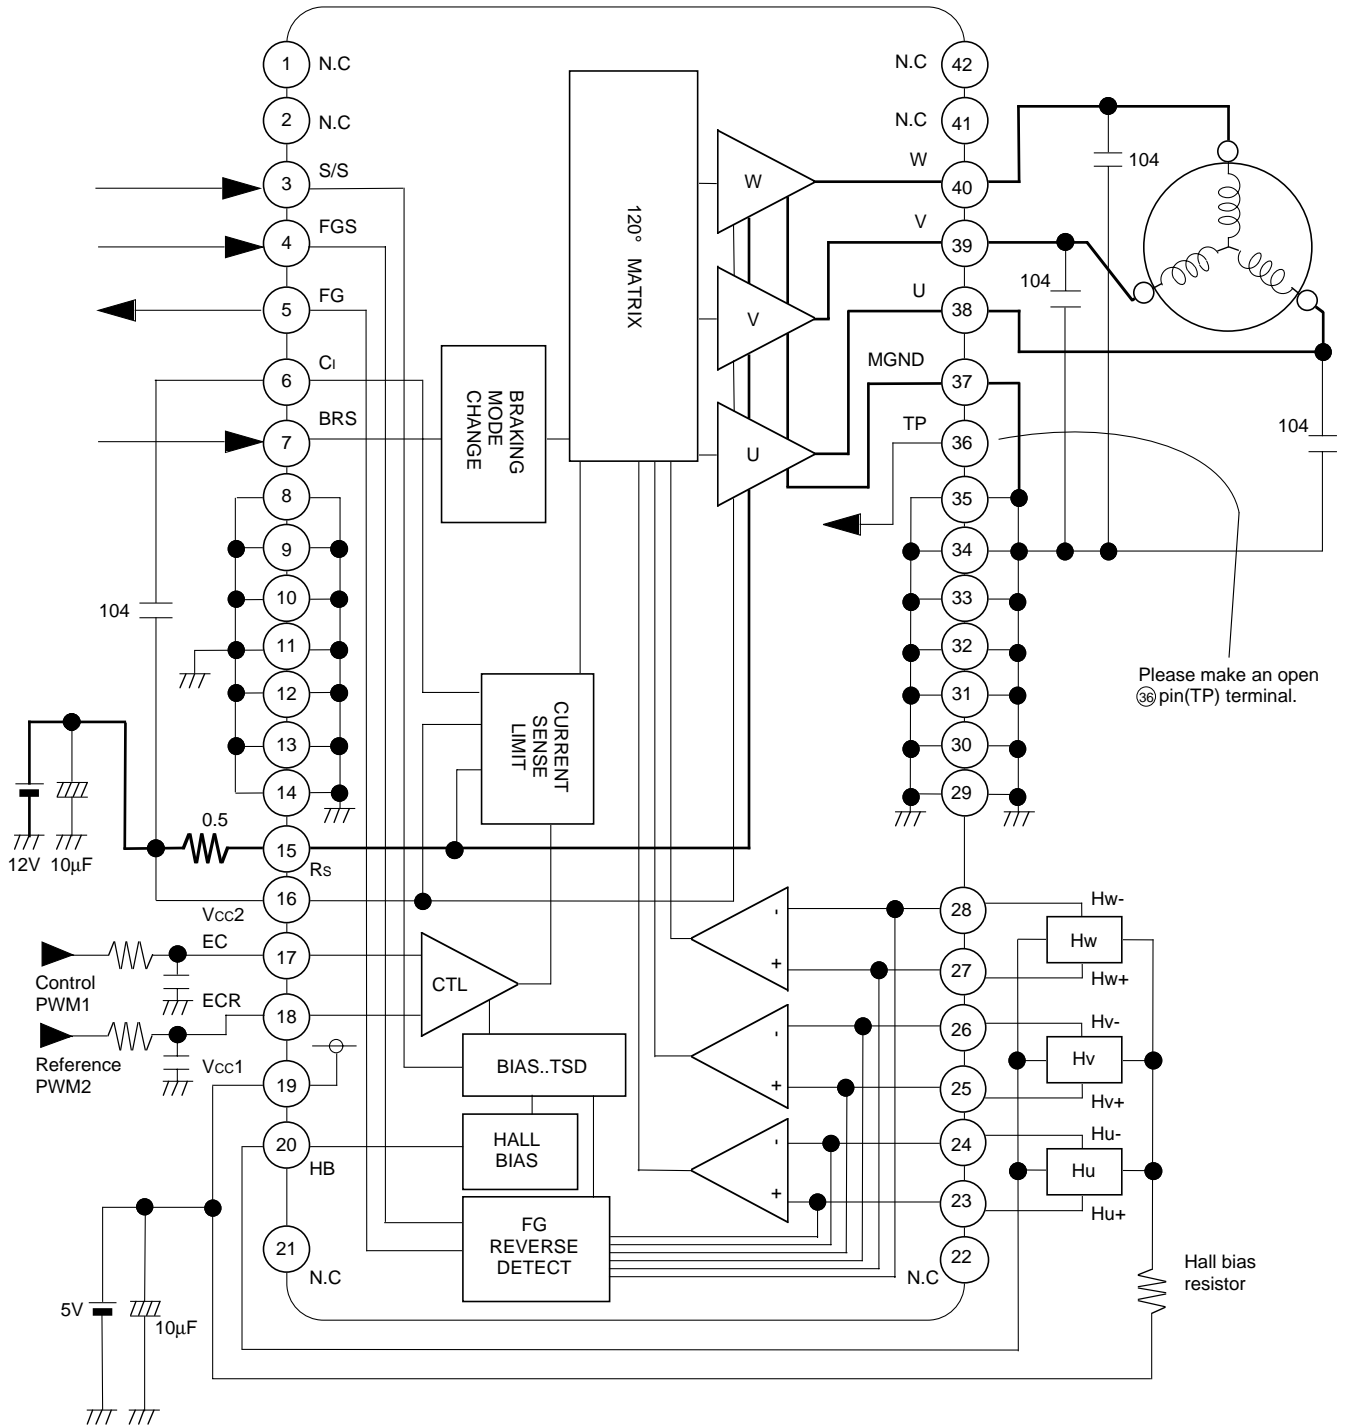 1 N.C
2 N.C
3 S/S
4 FGS
5 FG
6 CI
7 BRS
8
9
10
11
12
13
14
15 RS
16 VCC2
17 EC
18 ECR
19 VCC1
20 HB
21 N.C
104
0.5
12V 10µF
Control
PWM1
Reference
PWM2
5V 10µF
BRAKING
MODE
CHANGE
120° MATRIX
W
V
U
CURRENT
SENSE
LIMIT
CTL
BIAS..TSD
HALL
BIAS
FG
REVERSE
DETECT
- +
- +
- +
N.C 42
N.C 41
W 40
V 39
U 38
MGND 37
TP 36
35
34
33
32
31
30
29
28
27
26
25
24
23
N.C 22
104
104
104
Please make an open
36 pin(TP) terminal.
Hw-
Hw
Hw+
Hv-
Hv
Hv+
Hu-
Hu
Hu+
Hall bias
resistor